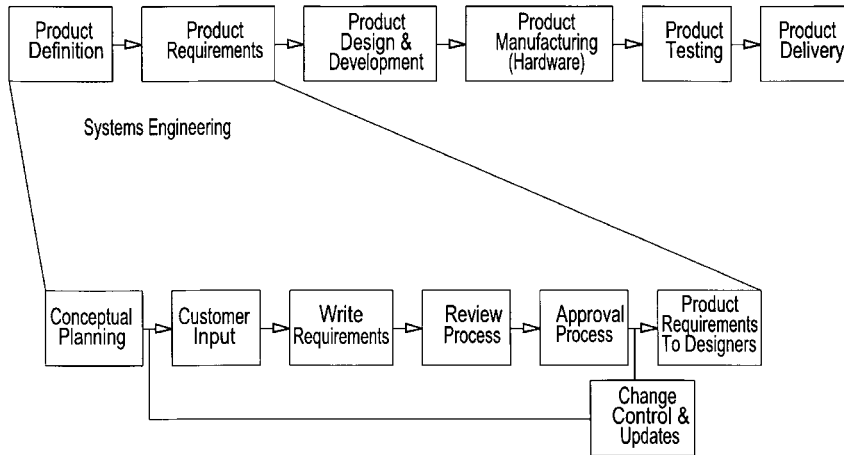 Product
Definition
Product
Requirements
Product
Design &
Development
Product
Manufacturing
(Hardware)
Product
Testing
Product
Delivery
Systems Engineering
Conceptual
Planning
Customer
Input
Write
Requirements
Review
Process
Approval
Process
Product
Requirements
To Designers
Change
Control &
Updates